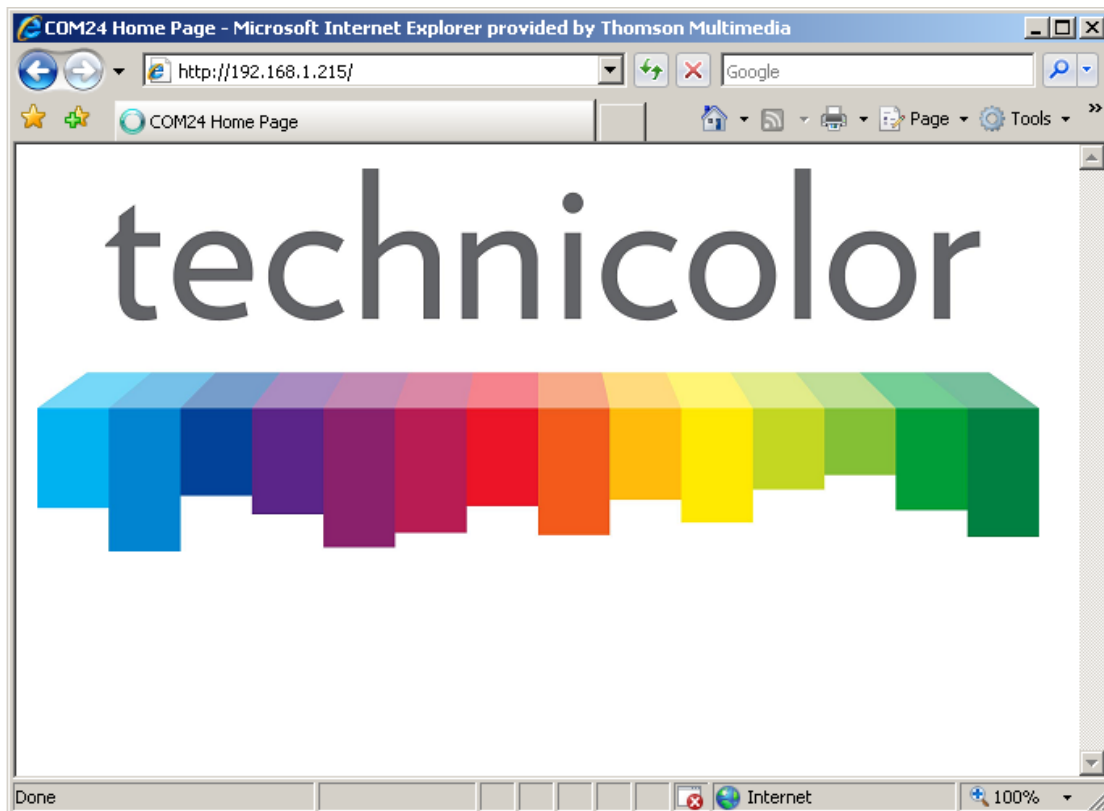 COM24 Home Page - Microsoft Internet Explorer provided by Thomson Multimedia
http://192.168.1.215/ Google
COM24 Home Page Page Tools »
technicolor
Done Internet 100%